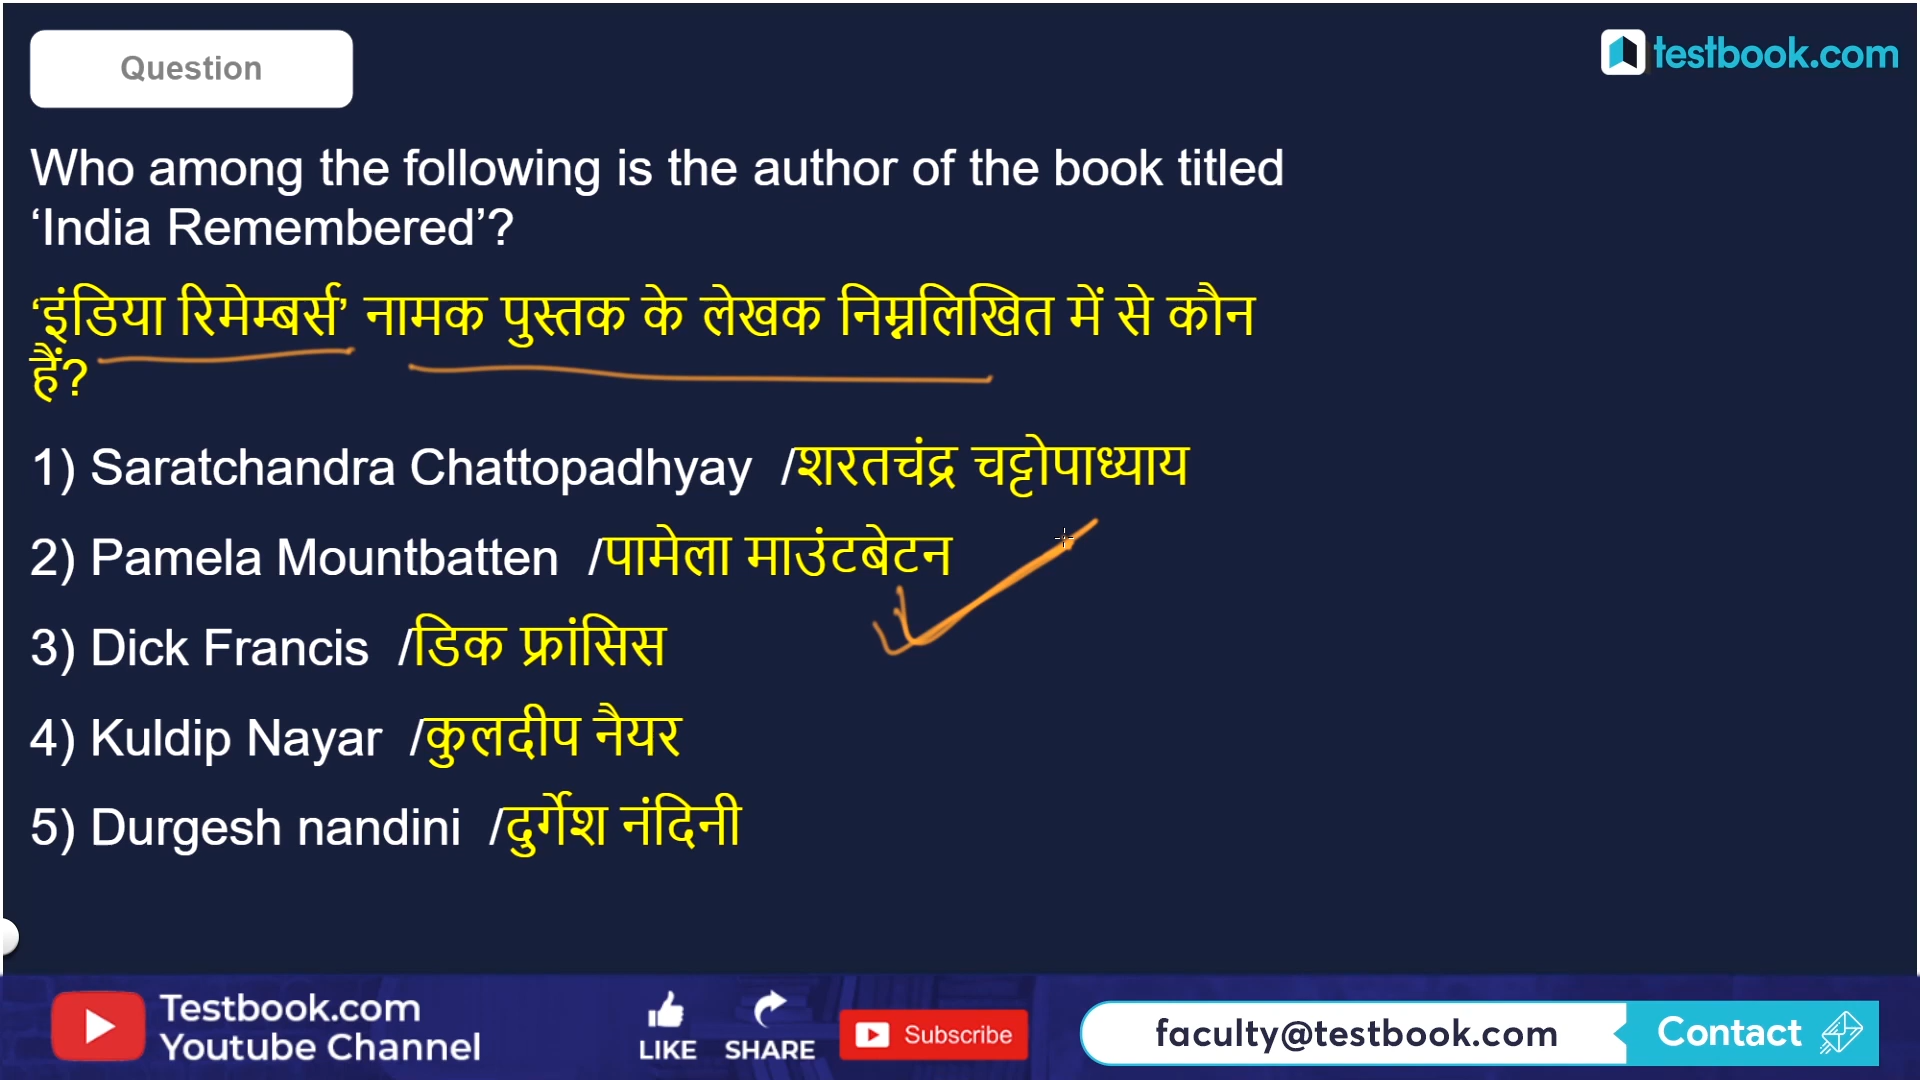 Question
testbook.com
Who among the following is the author of the book titled
‘India Remembered’?
‘इंडिया रिमेम्बर्स’ नामक पुस्तक के लेखक निम्नलिखित में से कौन
हैं?
1) Saratchandra Chattopadhyay /शरतचंद्र चट्टोपाध्याय
2) Pamela Mountbatten /पामेला माउंटबेटन
3) Dick Francis /डिक फ्रांसिस
4) Kuldip Nayar /कुलदीप नैयर
5) Durgesh nandini /दुर्गेश नंदिनी
Testbook.com
Youtube Channel
LIKE
SHARE
Subscribe
faculty@testbook.com
Contact